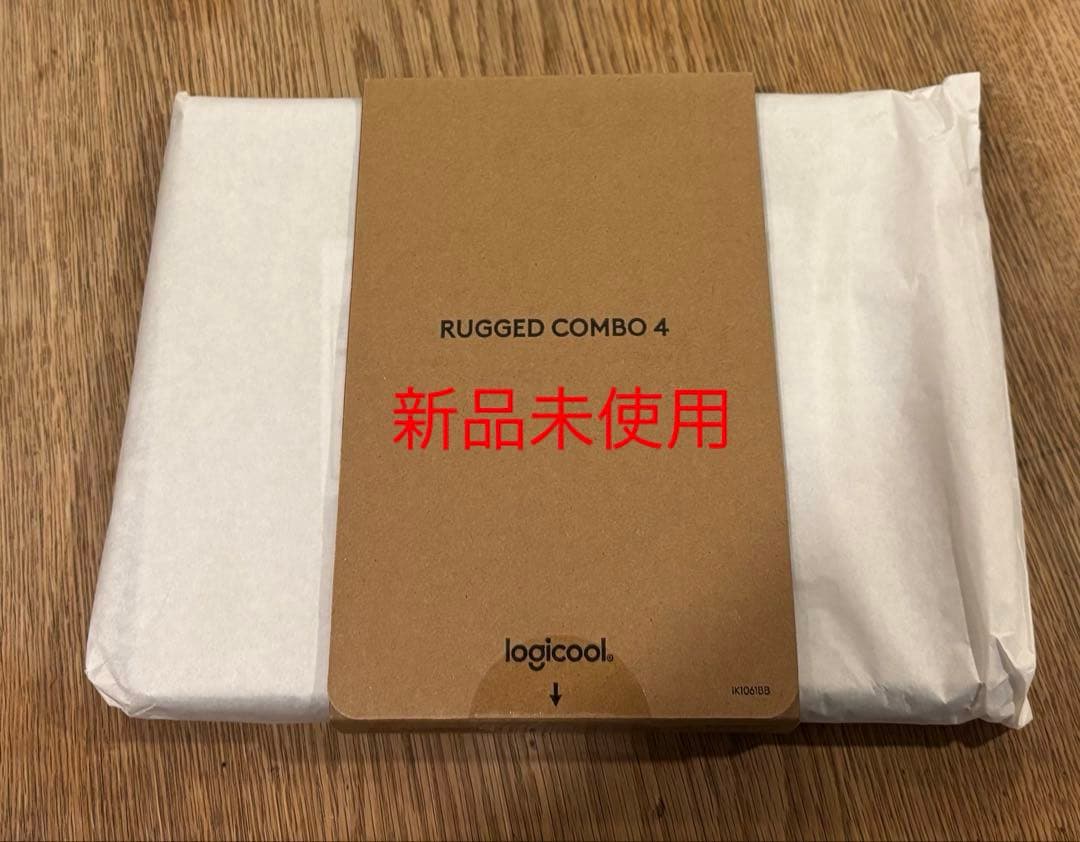 RUGGED COMBO 4
新品未使用
logicool®
iK1061BB